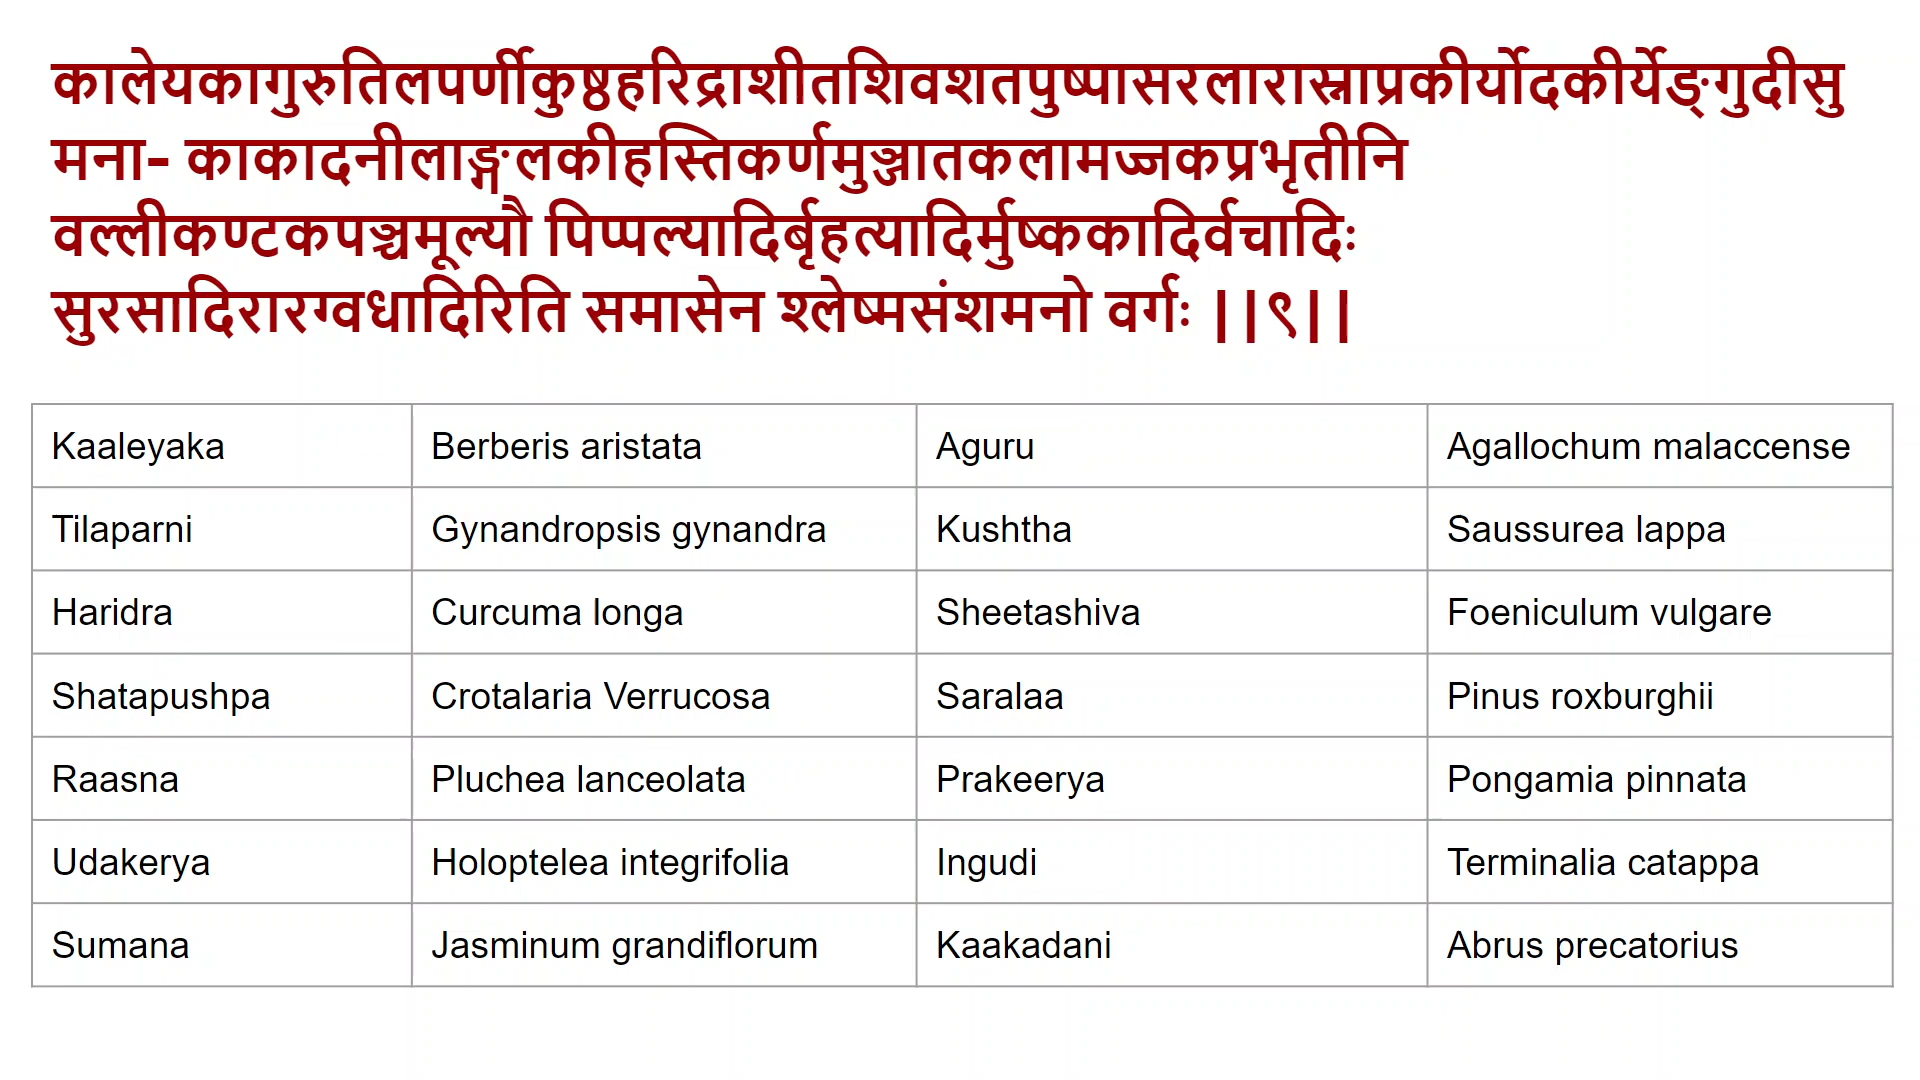 कालेयकागुरुतिलपर्णीकुष्ठहरिद्राशीतशिवशतपुष्पासरलारास्नाप्रकीर्योदकीर्येङ्गुदीसु
मना- काकादनीलाङ्गलकीहस्तिकर्णमुञ्जातकलामज्जकप्रभृतीनि
वल्लीकण्टकपञ्चमूल्यौ पिप्पल्यादिर्बृहत्यादिर्मुष्ककादिर्वचादिः
सुरसादिरारग्वधादिरिति समासेन श्लेष्मसंशमनो वर्गः ||९||
Kaaleyaka Berberis aristata Aguru Agallochum malaccense
Tilaparni Gynandropsis gynandra Kushtha Saussurea lappa
Haridra Curcuma longa Sheetashiva Foeniculum vulgare
Shatapushpa Crotalaria Verrucosa Saralaa Pinus roxburghii
Raasna Pluchea lanceolata Prakeerya Pongamia pinnata
Udakerya Holoptelea integrifolia Ingudi Terminalia catappa
Sumana Jasminum grandiflorum Kaakadani Abrus precatorius